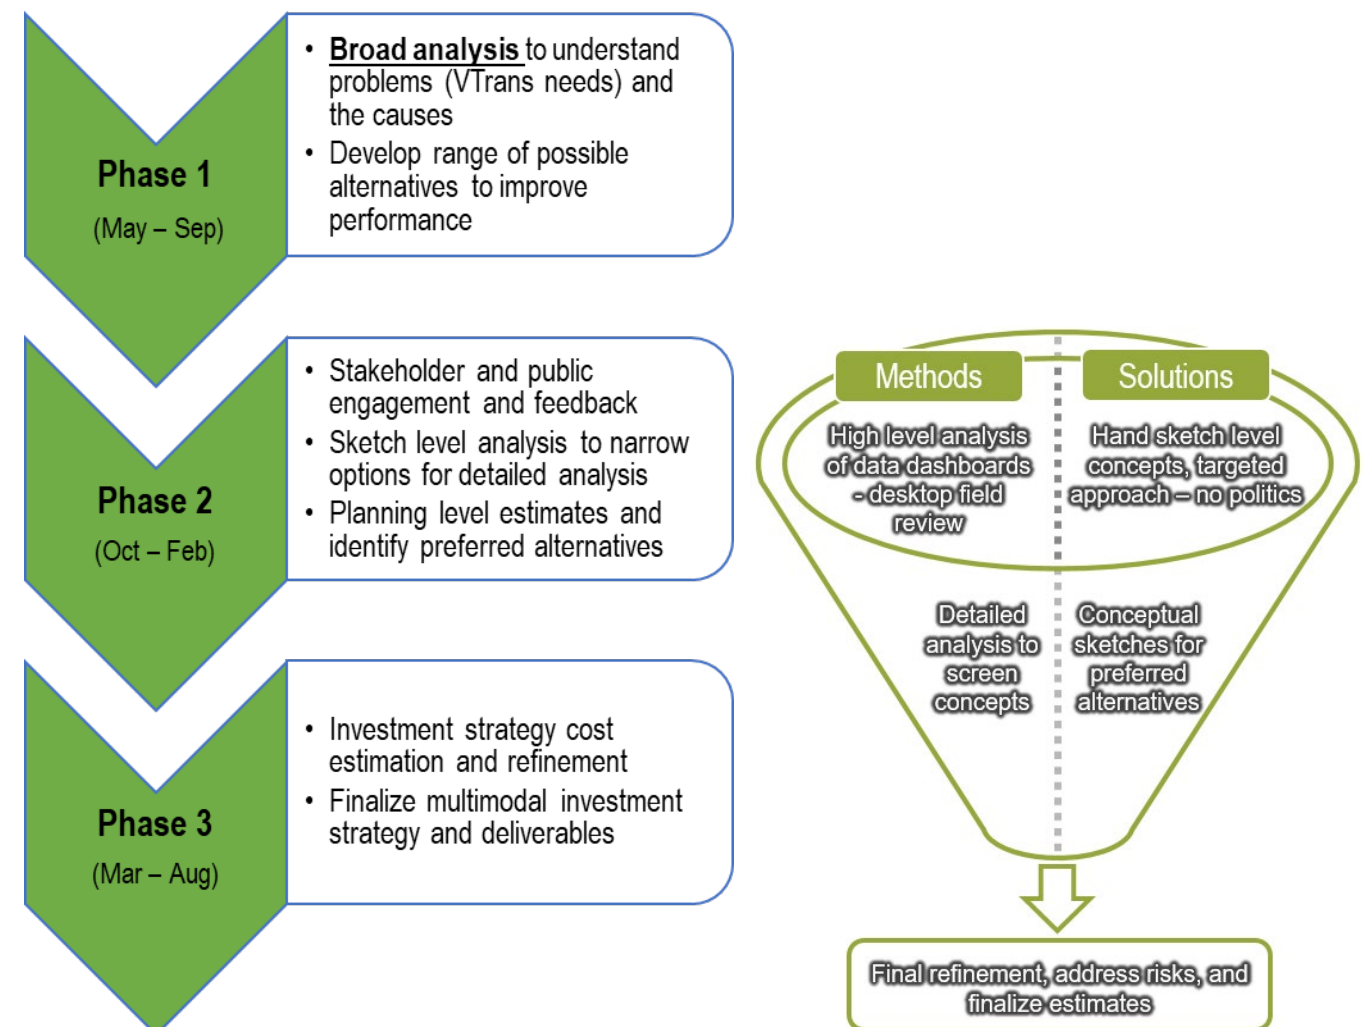 Phase 1
(May – Sep)
• Broad analysis to understand
problems (VTrans needs) and
the causes
• Develop range of possible
alternatives to improve
performance
Phase 2
(Oct – Feb)
• Stakeholder and public
engagement and feedback
• Sketch level analysis to narrow
options for detailed analysis
• Planning level estimates and
identify preferred alternatives
Phase 3
(Mar – Aug)
• Investment strategy cost
estimation and refinement
• Finalize multimodal investment
strategy and deliverables
Methods
High level analysis
of data dashboards
- desktop field
review
Solutions
Hand sketch level
concepts, targeted
approach – no politics
Detailed
analysis to
screen
concepts
Conceptual
sketches for
preferred
alternatives
Final refinement, address risks, and
finalize estimates